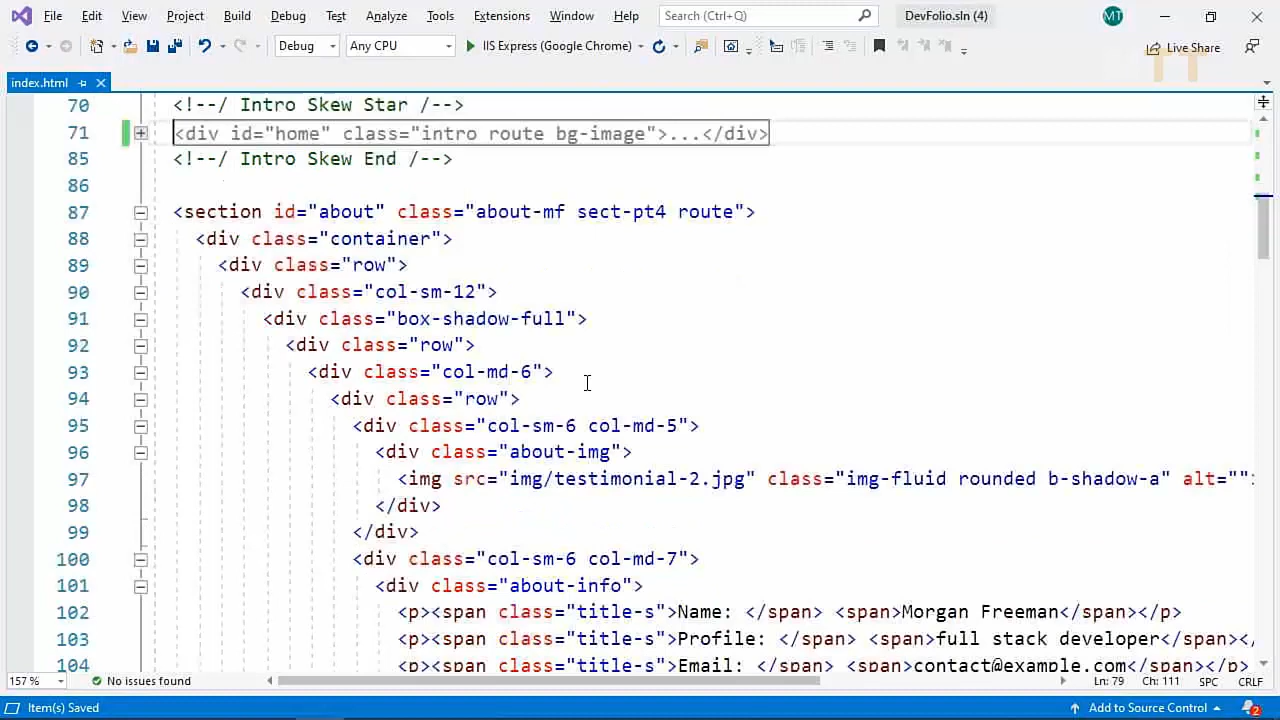 File Edit View Project Build Debug Test Analyze Tools Extensions Window Help Search (Ctrl+Q) DevFolio.sln (4) MT
Debug Any CPU IIS Express (Google Chrome) Live Share
TT
index.html
70 <!--/ Intro Skew Star /-->
71 <div id="home" class="intro route bg-image">...</div>
85 <!--/ Intro Skew End /-->
86
87 <section id="about" class="about-mf sect-pt4 route">
88 <div class="container">
89 <div class="row">
90 <div class="col-sm-12">
91 <div class="box-shadow-full">
92 <div class="row">
93 <div class="col-md-6">
94 <div class="row">
95 <div class="col-sm-6 col-md-5">
96 <div class="about-img">
97 <img src="img/testimonial-2.jpg" class="img-fluid rounded b-shadow-a" alt=""
98 </div>
99 </div>
100 <div class="col-sm-6 col-md-7">
101 <div class="about-info">
102 <p><span class="title-s">Name: </span> <span>Morgan Freeman</span></p>
103 <p><span class="title-s">Profile: </span> <span>full stack developer</span></
104 <p><span class="title-s">Email: </span> <span>contact@example.com</span></p>
157 % No issues found Ln: 79 Ch: 111 SPC CRLF
Item(s) Saved Add to Source Control 2